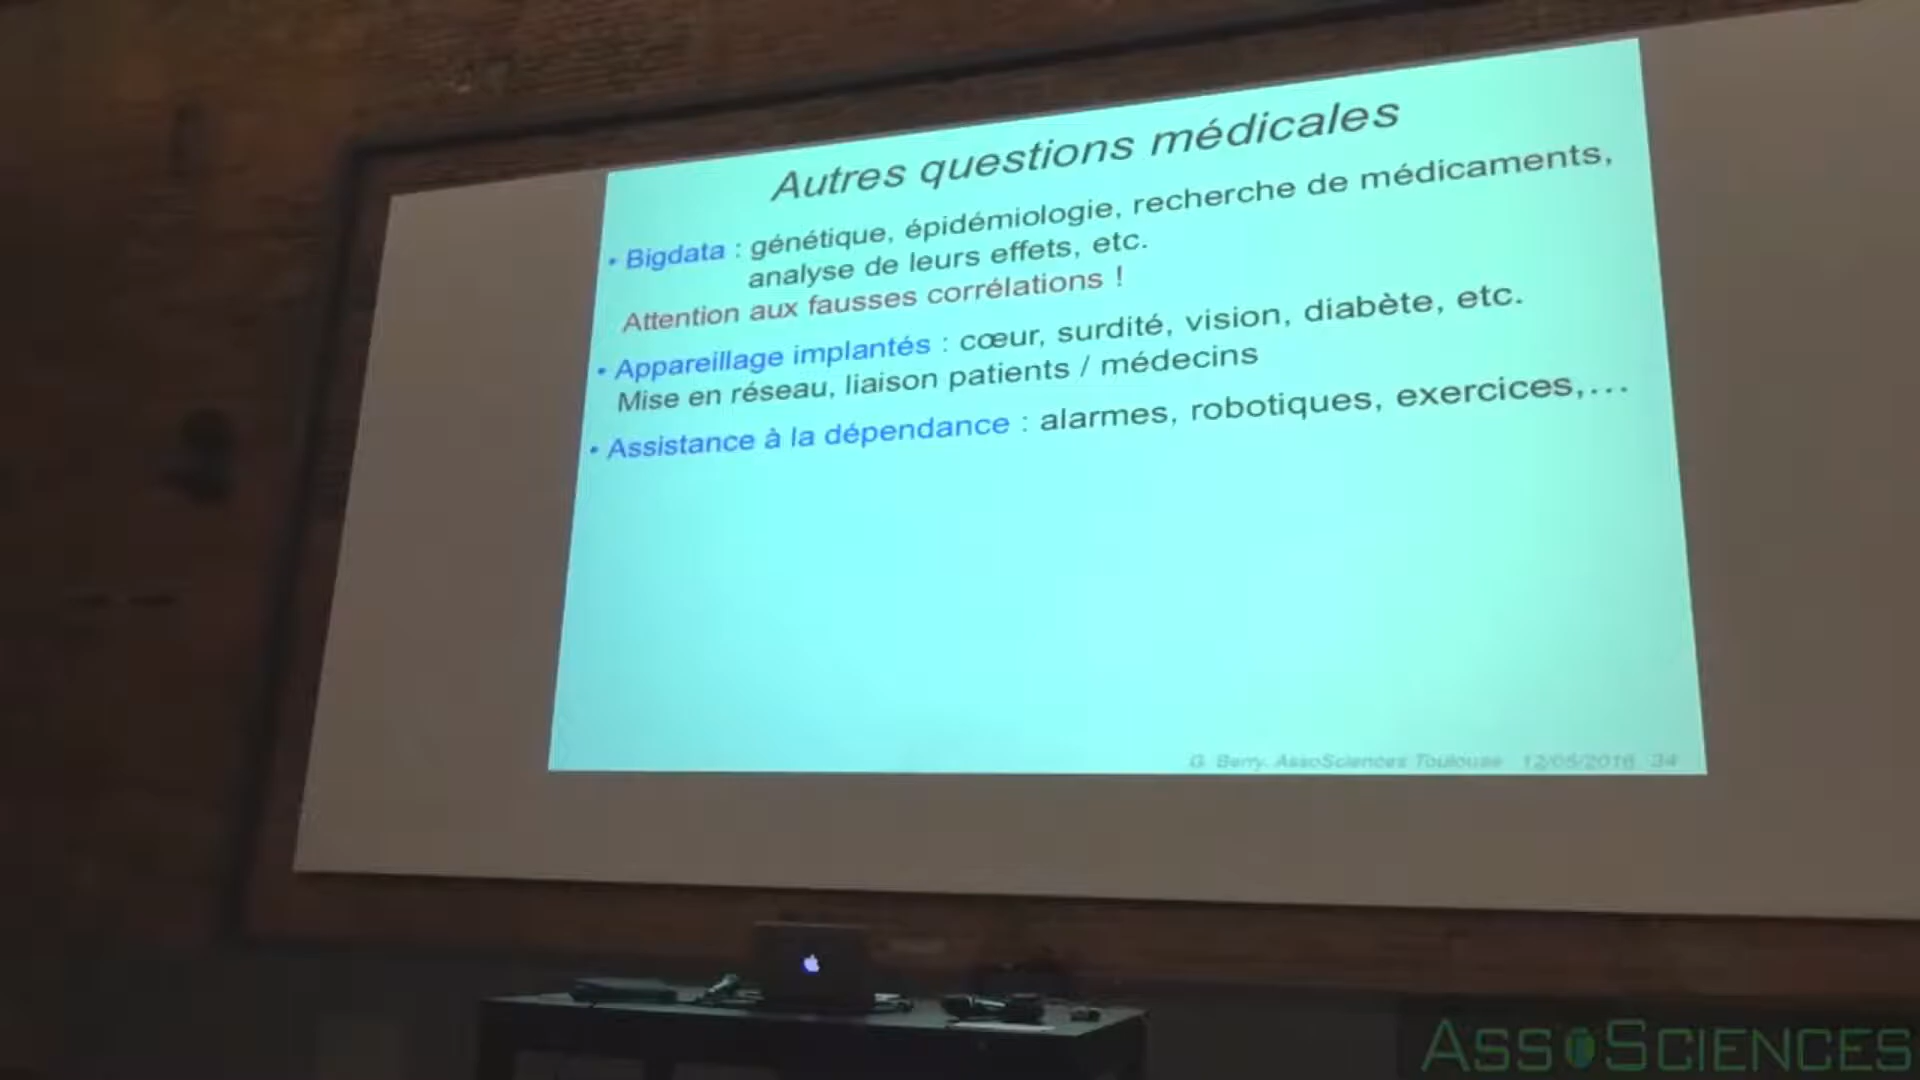 Autres questions médicales
• Bigdata : génétique, épidémiologie, recherche de médicaments,
analyse de leurs effets, etc.
Attention aux fausses corrélations !
• Appareillage implantés : cœur, surdité, vision, diabète, etc.
Mise en réseau, liaison patients / médecins
• Assistance à la dépendance : alarmes, robotiques, exercices,...
G. Berry, AssoSciences Toulouse 12/05/2016 34
ASSOSCIENCES